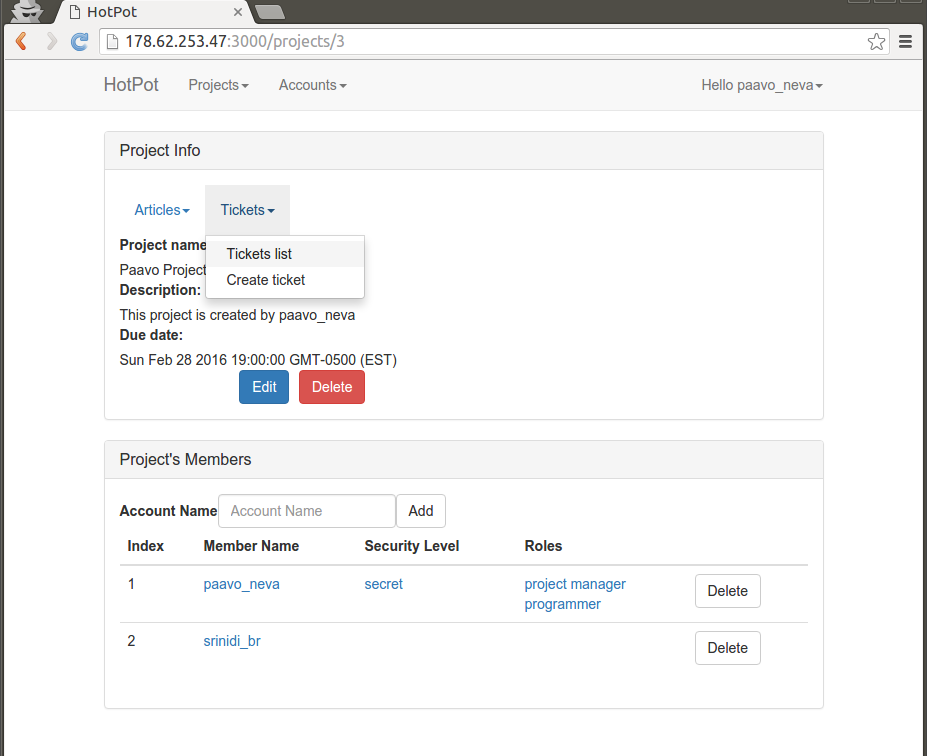 HotPot
178.62.253.47:3000/projects/3
HotPot Projects Accounts Hello paavo_neva
Project Info
Articles Tickets
Tickets list
Create ticket
Project name
Paavo Project
Description:
This project is created by paavo_neva
Due date:
Sun Feb 28 2016 19:00:00 GMT-0500 (EST)
Edit Delete
Project's Members
Account Name Account Name Add
Index Member Name Security Level Roles
1 paavo_neva secret project manager Delete
programmer
2 srinidi_br Delete